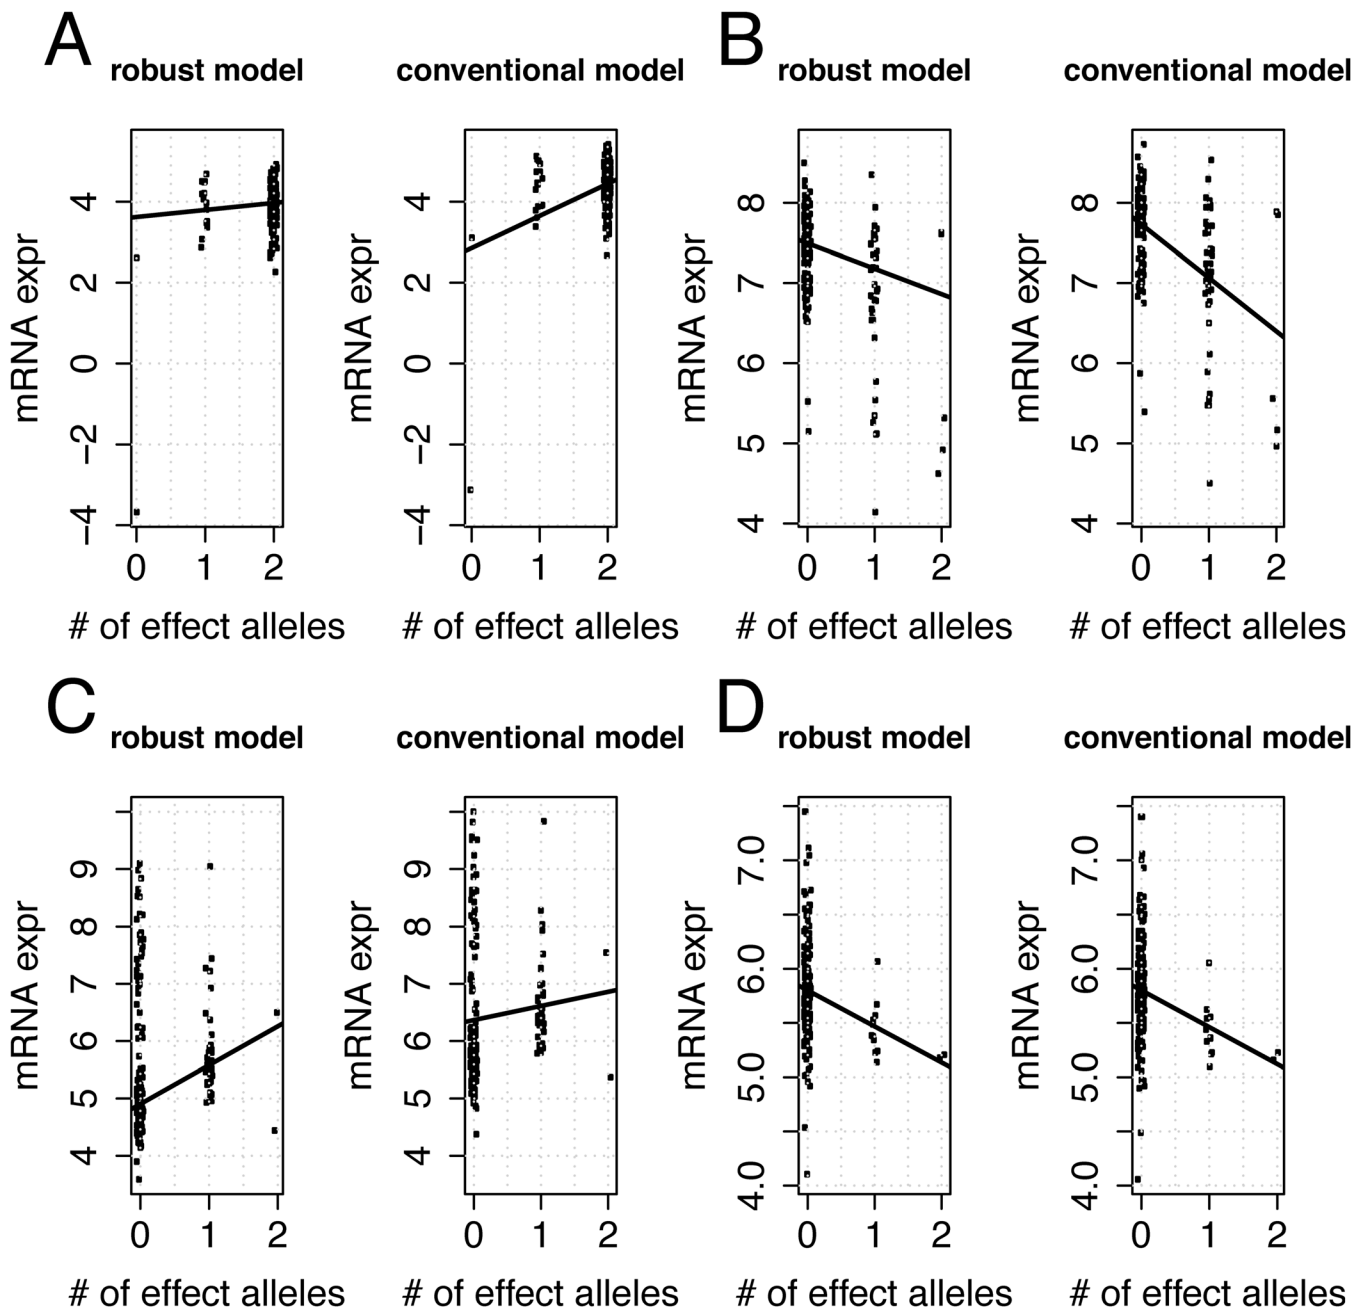 A
robust model
conventional model
B
robust model
conventional model
mRNA expr
4
2
0
−2
−4
mRNA expr
4
2
0
−2
−4
mRNA expr
8
7
6
5
4
mRNA expr
8
7
6
5
4
0 1 2
0 1 2
0 1 2
0 1 2
# of effect alleles
# of effect alleles
# of effect alleles
# of effect alleles
C
robust model
conventional model
D
robust model
conventional model
mRNA expr
9
8
7
6
5
4
mRNA expr
9
8
7
6
5
4
mRNA expr
7.0
6.0
5.0
4.0
mRNA expr
7.0
6.0
5.0
4.0
0 1 2
0 1 2
0 1 2
0 1 2
# of effect alleles
# of effect alleles
# of effect alleles
# of effect alleles